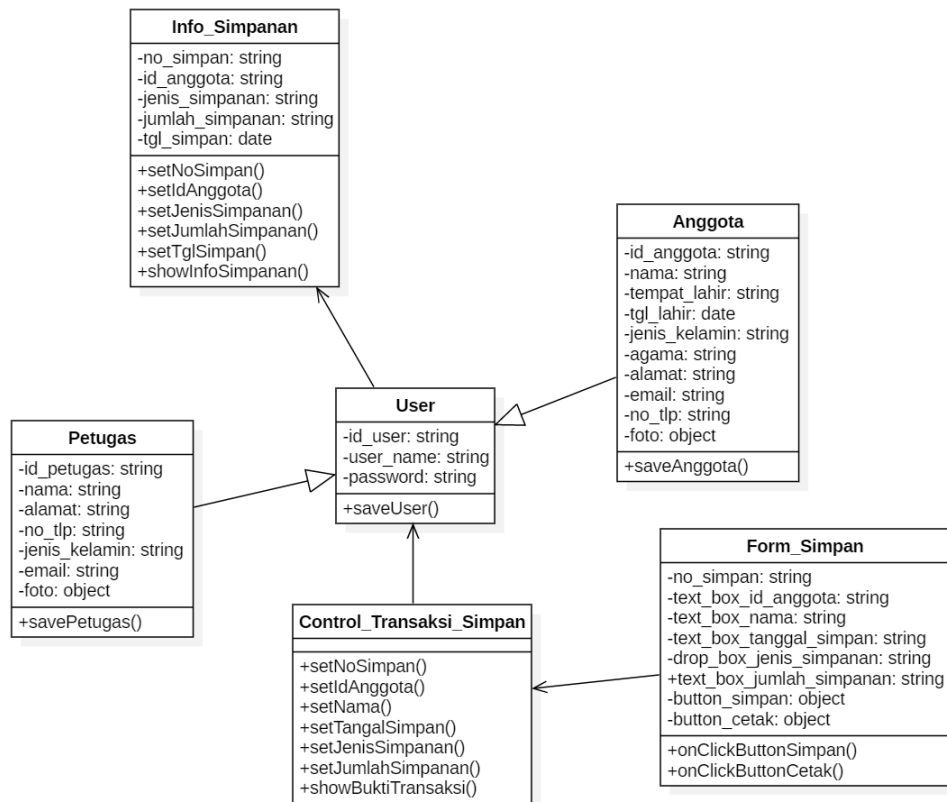 Info_Simpanan
-no_simpan: string
-id_anggota: string
-jenis_simpanan: string
-jumlah_simpanan: string
-tgl_simpan: date
+setNoSimpan()
+setIdAnggota()
+setJenisSimpanan()
+setJumlahSimpanan()
+setTglSimpan()
+showInfoSimpanan()
Anggota
-id_anggota: string
-nama: string
-tempat_lahir: string
-tgl_lahir: date
-jenis_kelamin: string
-agama: string
-alamat: string
-email: string
-no_tlp: string
-foto: object
+saveAnggota()
User
-id_user: string
-user_name: string
-password: string
+saveUser()
Petugas
-id_petugas: string
-nama: string
-alamat: string
-no_tlp: string
-jenis_kelamin: string
-email: string
-foto: object
+savePetugas()
Form_Simpan
-no_simpan: string
-text_box_id_anggota: string
-text_box_nama: string
-text_box_tanggal_simpan: string
-drop_box_jenis_simpanan: string
+text_box_jumlah_simpanan: string
-button_simpan: object
-button_cetak: object
+onClickButtonSimpan()
+onClickButtonCetak()
Control_Transaksi_Simpan
+setNoSimpan()
+setIdAnggota()
+setNama()
+setTangalSimpan()
+setJenisSimpanan()
+setJumlahSimpanan()
+showBuktiTransaksi()